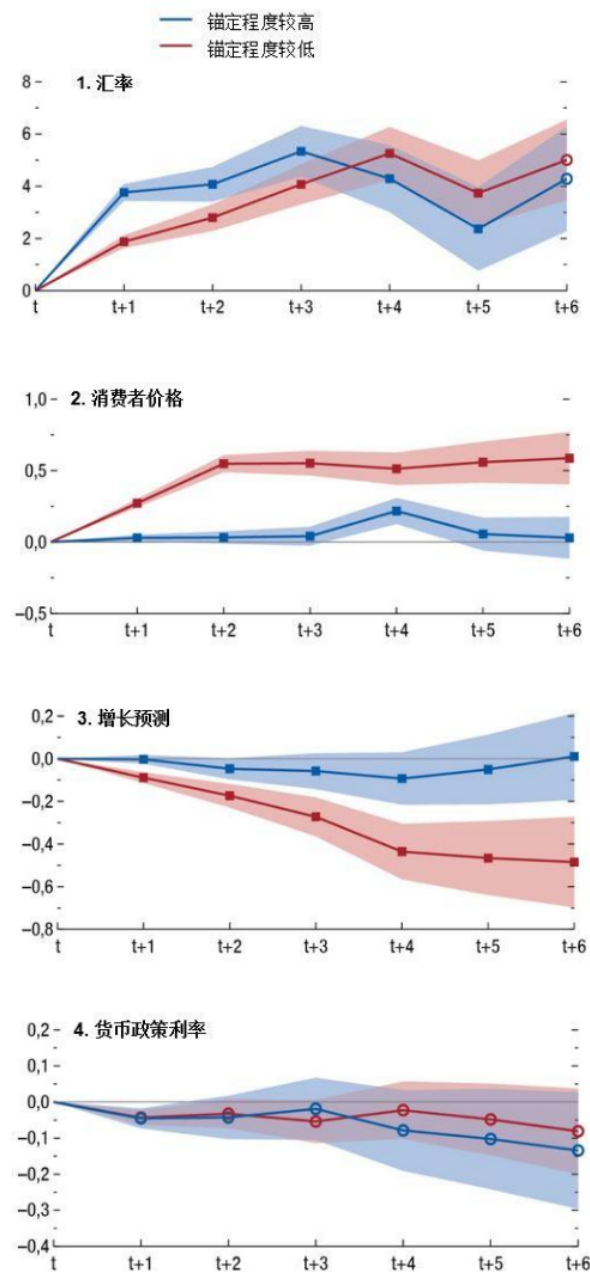 锚定程度较高
锚定程度较低
1. 汇率
8
6
4
2
0
t t+1 t+2 t+3 t+4 t+5 t+6
2. 消费者价格
1,0
0,5
0,0
–0,5
t t+1 t+2 t+3 t+4 t+5 t+6
3. 增长预测
0,2
0,0
–0,2
–0,4
–0,6
–0,8
t t+1 t+2 t+3 t+4 t+5 t+6
4. 货币政策利率
0,2
0,1
0,0
–0,1
–0,2
–0,3
–0,4
t t+1 t+2 t+3 t+4 t+5 t+6